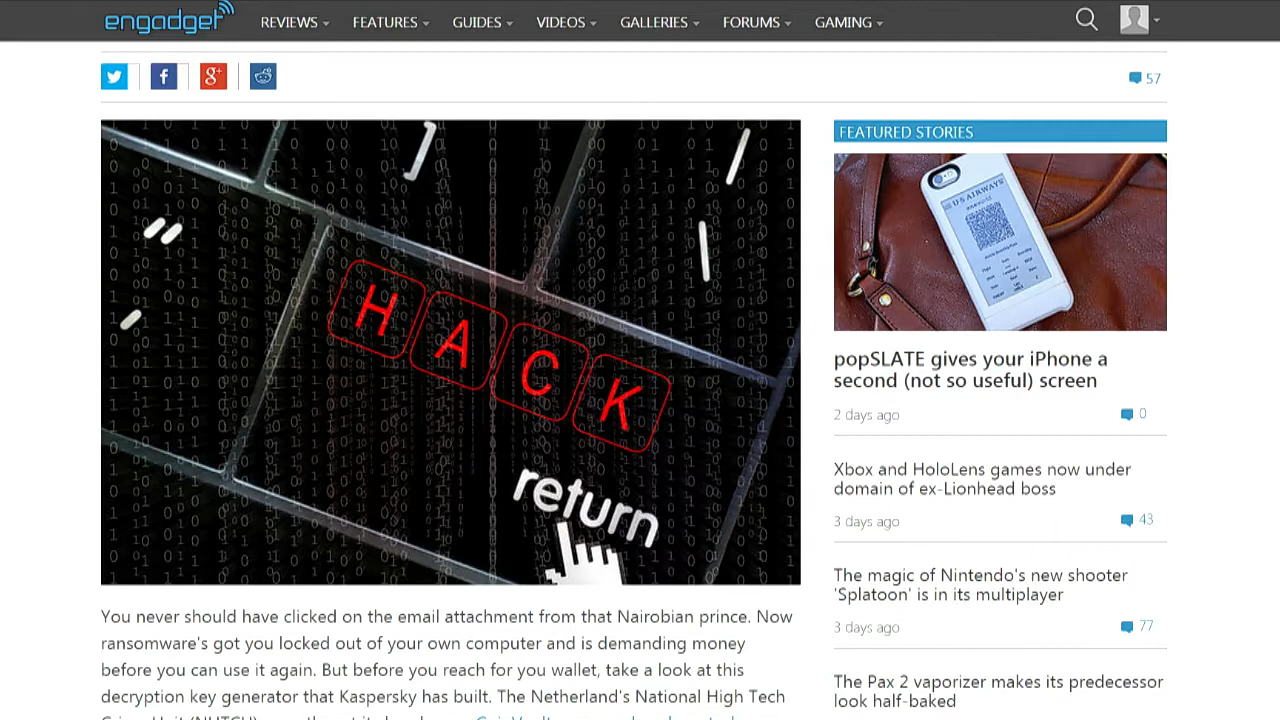 engadget REVIEWS FEATURES GUIDES VIDEOS GALLERIES FORUMS GAMING
57
]
HACK
return
You never should have clicked on the email attachment from that Nairobian prince. Now
ransomware's got you locked out of your own computer and is demanding money
before you can use it again. But before you reach for you wallet, take a look at this
decryption key generator that Kaspersky has built. The Netherland's National High Tech
FEATURED STORIES
US AIRWAYS
popSLATE gives your iPhone a
second (not so useful) screen
2 days ago 0
Xbox and HoloLens games now under
domain of ex-Lionhead boss
3 days ago 43
The magic of Nintendo's new shooter
'Splatoon' is in its multiplayer
3 days ago 77
The Pax 2 vaporizer makes its predecessor
look half-baked